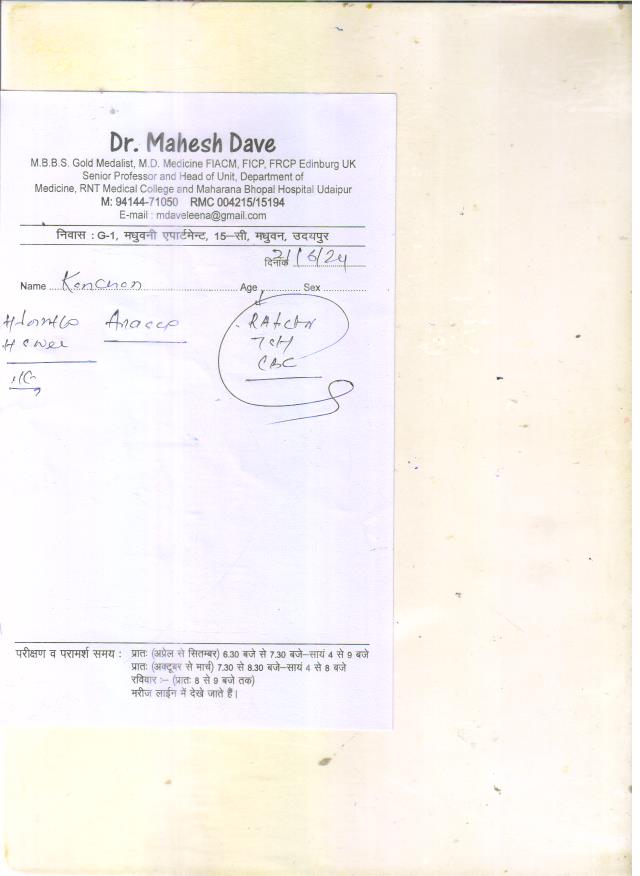 Dr. Mahesh Dave
M.B.B.S. Gold Medalist, M.D. Medicine FIACM, FICP, FRCP Edinburg UK
Senior Professor and Head of Unit, Department of
Medicine, RNT Medical College and Maharana Bhopal Hospital Udaipur
M: 94144-71050 RMC 004215/15194
E-mail : mdaveleena@gmail.com
निवास : G-1, मधुवनी एपार्टमेन्ट, 15–सी, मधुवन, उदयपुर
दिनांक 21/6/24
Name Kanchan Age Sex
CBC
परीक्षण व परामर्श समय : प्रातः (अप्रेल से सितम्बर) 6.30 बजे से 7.30 बजे–सायं 4 से 9 बजे
प्रातः (अक्टूबर से मार्च) 7.30 से 8.30 बजे–सायं 4 से 8 बजे
रविवार :– (प्रातः 8 से 9 बजे तक)
मरीज लाईन में देखे जाते हैं।